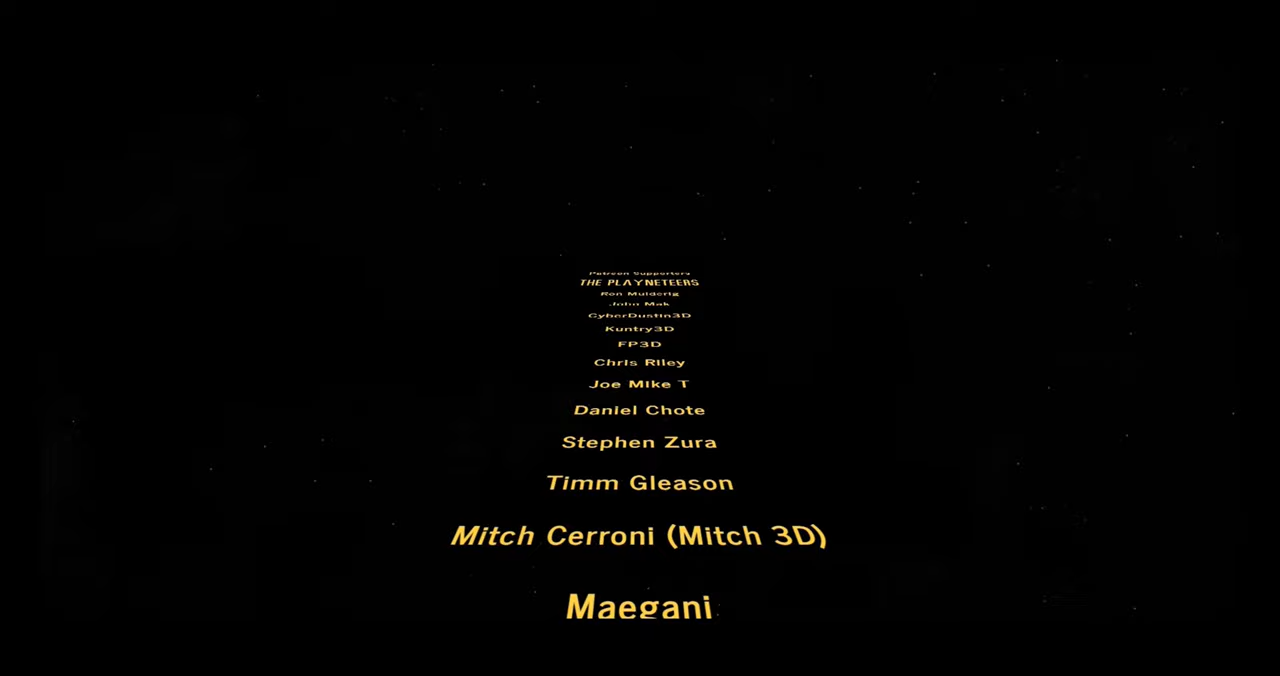 Patreon Supporters
THE PLAYNETEERS
Ron Mulderig
John Mak
CyberDustin3D
Kuntry3D
FP3D
Chris Riley
Joe Mike T
Daniel Chote
Stephen Zura
Timm Gleason
Mitch Cerroni (Mitch 3D)
Maegani